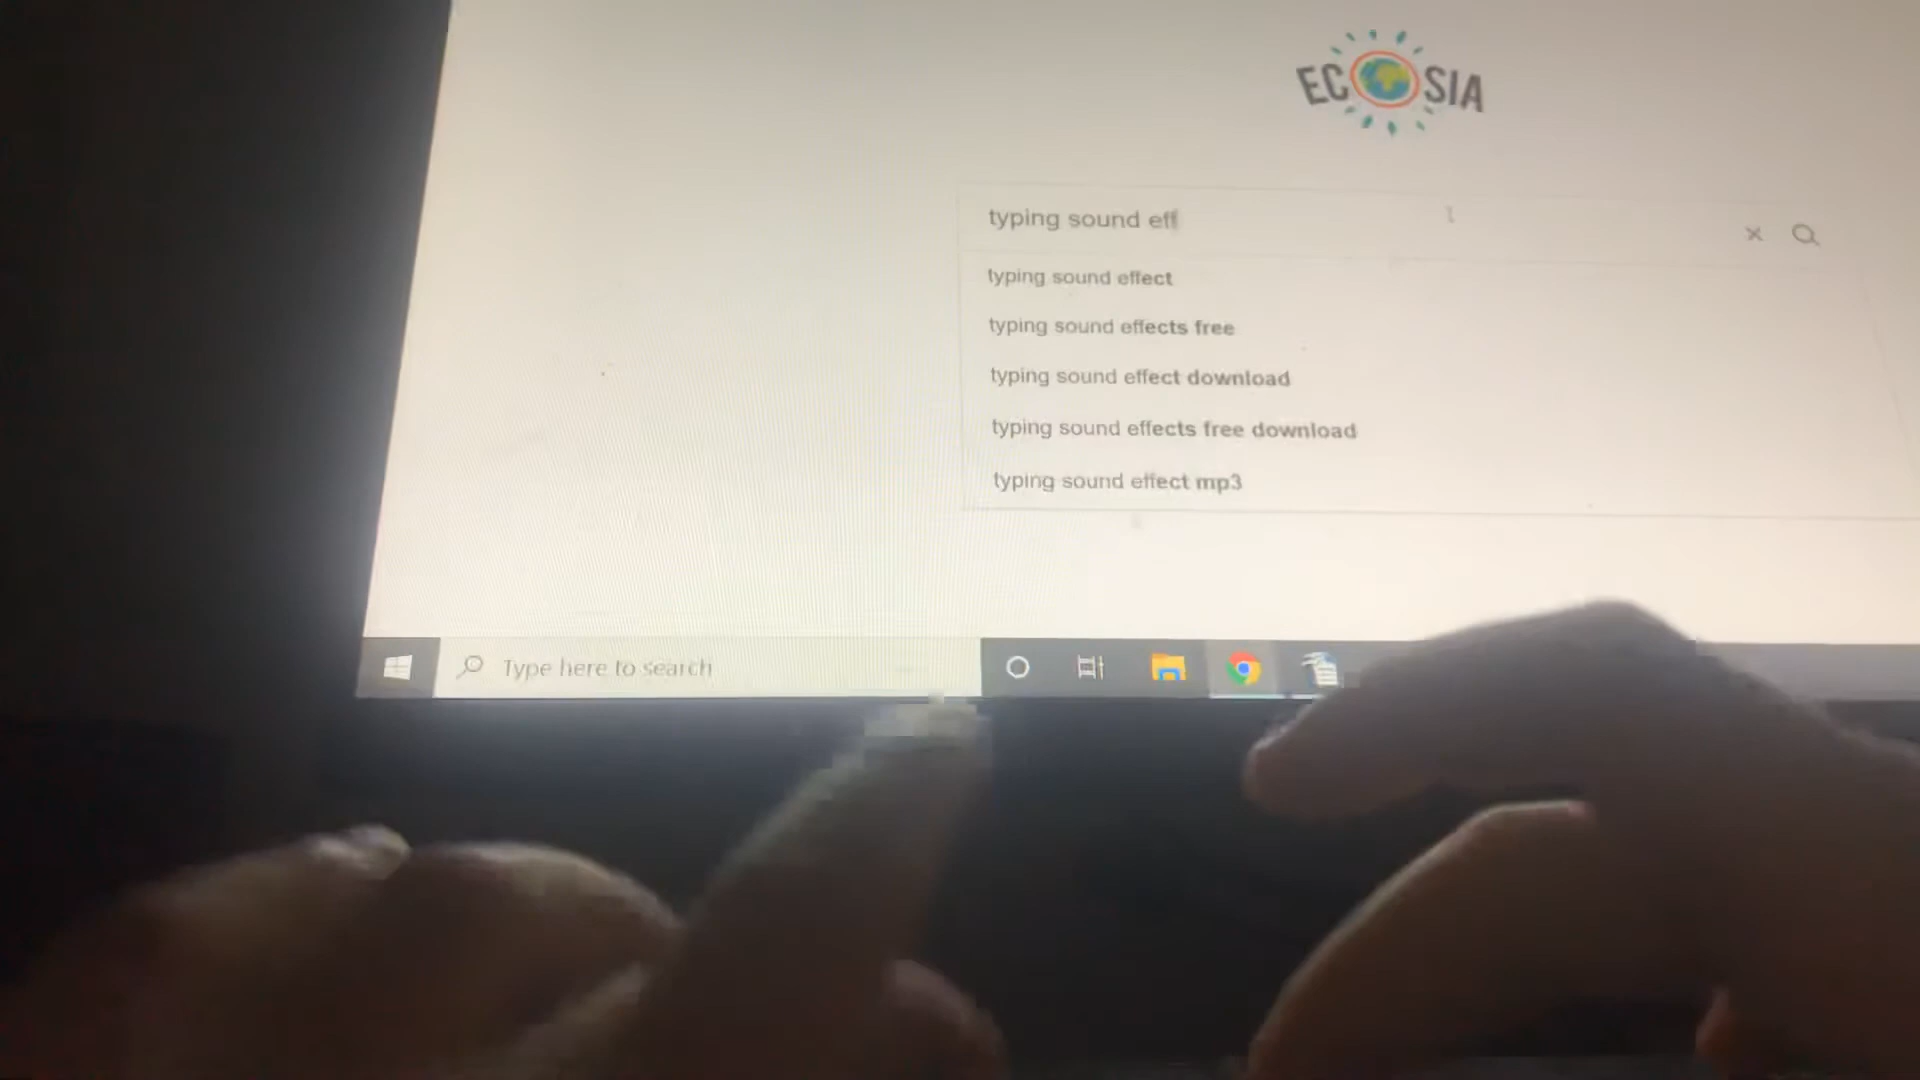 ECOSIA
typing sound eff
typing sound effect
typing sound effects free
typing sound effect download
typing sound effects free download
typing sound effect mp3
Type here to search